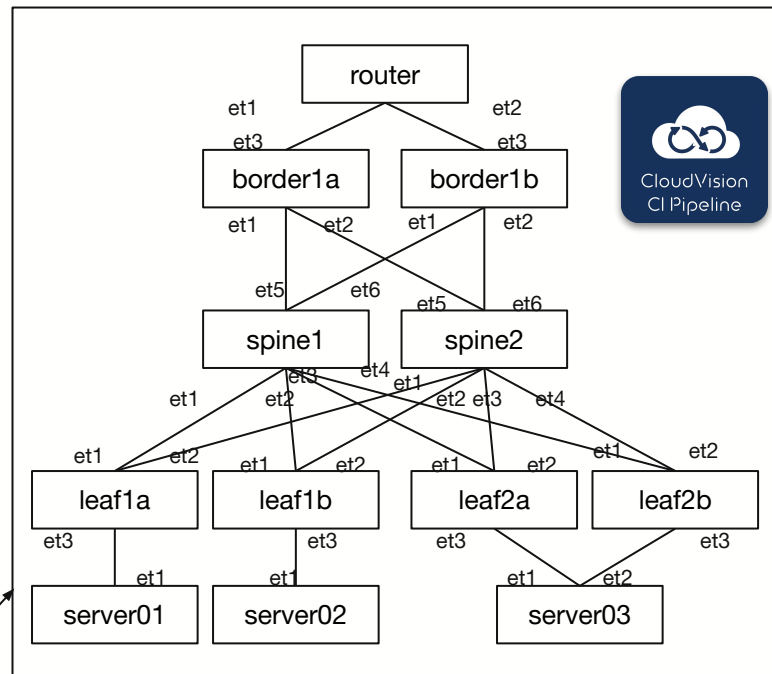 router
et1
et2
et3
et3
border1a
border1b
CloudVision
CI Pipeline
et1
et2
et1
et2
et5
et6
et5
et6
spine1
spine2
et3
et4
et1
et1
et2
et2
et3
et4
et1
et2
et1
et2
et1
et2
et1
et2
leaf1a
leaf1b
leaf2a
leaf2b
et3
et3
et3
et3
et1
et1
et1
et2
server01
server02
server03